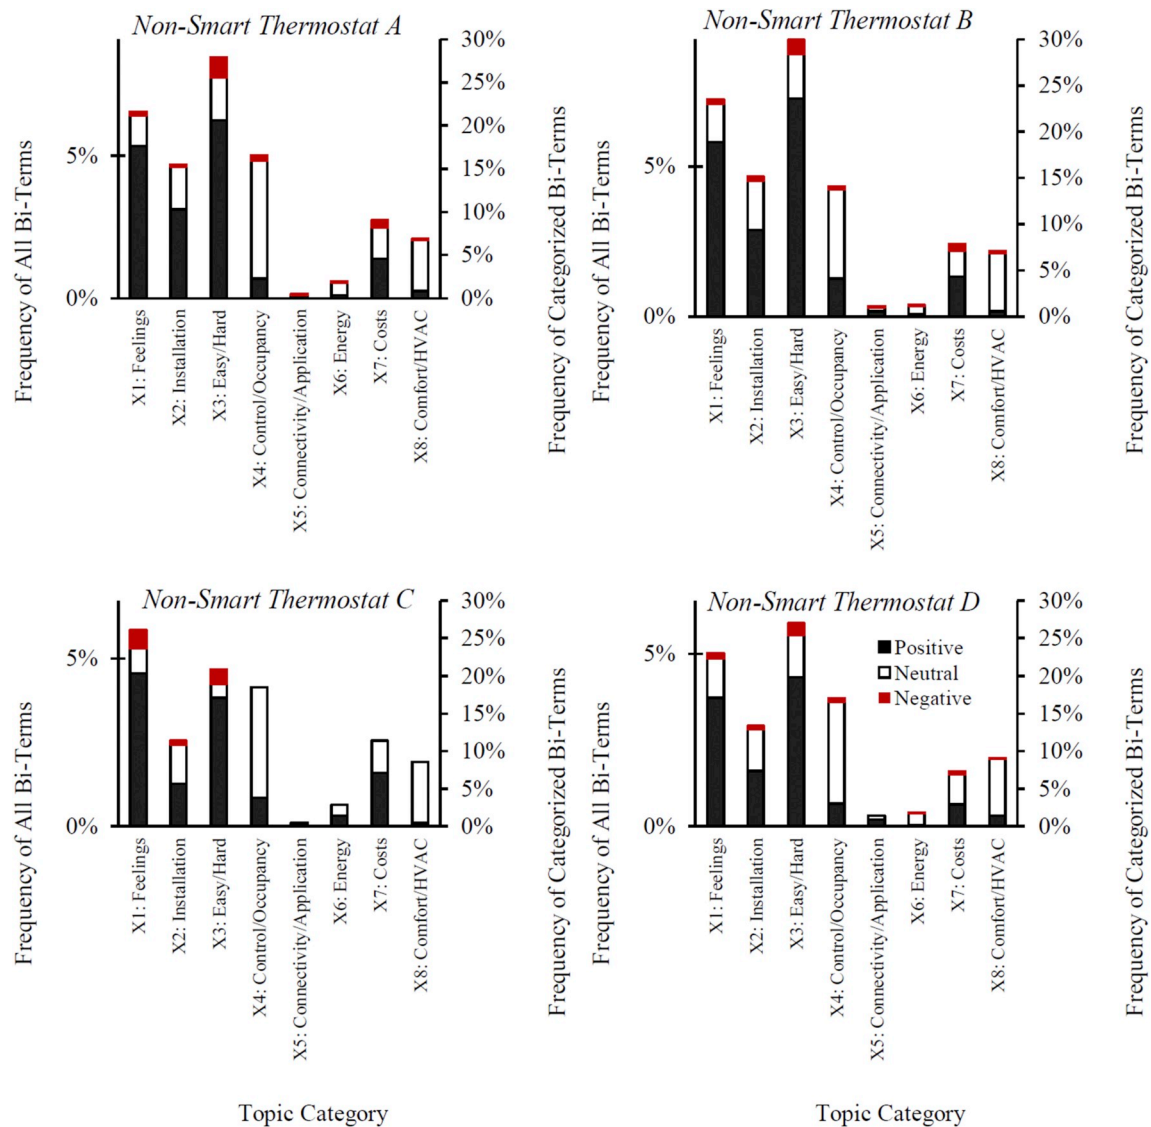 Non-Smart Thermostat A
Frequency of All Bi-Terms
5%
0%
30%
25%
20%
15%
10%
5%
0%
Frequency of Categorized Bi-Terms
X1: Feelings
X2: Installation
X3: Easy/Hard
X4: Control/Occupancy
X5: Connectivity/Application
X6: Energy
X7: Costs
X8: Comfort/HVAC
Non-Smart Thermostat B
Frequency of All Bi-Terms
5%
0%
30%
25%
20%
15%
10%
5%
0%
Frequency of Categorized Bi-Terms
X1: Feelings
X2: Installation
X3: Easy/Hard
X4: Control/Occupancy
X5: Connectivity/Application
X6: Energy
X7: Costs
X8: Comfort/HVAC
Non-Smart Thermostat C
Frequency of All Bi-Terms
5%
0%
30%
25%
20%
15%
10%
5%
0%
Frequency of Categorized Bi-Terms
X1: Feelings
X2: Installation
X3: Easy/Hard
X4: Control/Occupancy
X5: Connectivity/Application
X6: Energy
X7: Costs
X8: Comfort/HVAC
Topic Category
Non-Smart Thermostat D
Positive
Neutral
Negative
Frequency of All Bi-Terms
5%
0%
30%
25%
20%
15%
10%
5%
0%
Frequency of Categorized Bi-Terms
X1: Feelings
X2: Installation
X3: Easy/Hard
X4: Control/Occupancy
X5: Connectivity/Application
X6: Energy
X7: Costs
X8: Comfort/HVAC
Topic Category